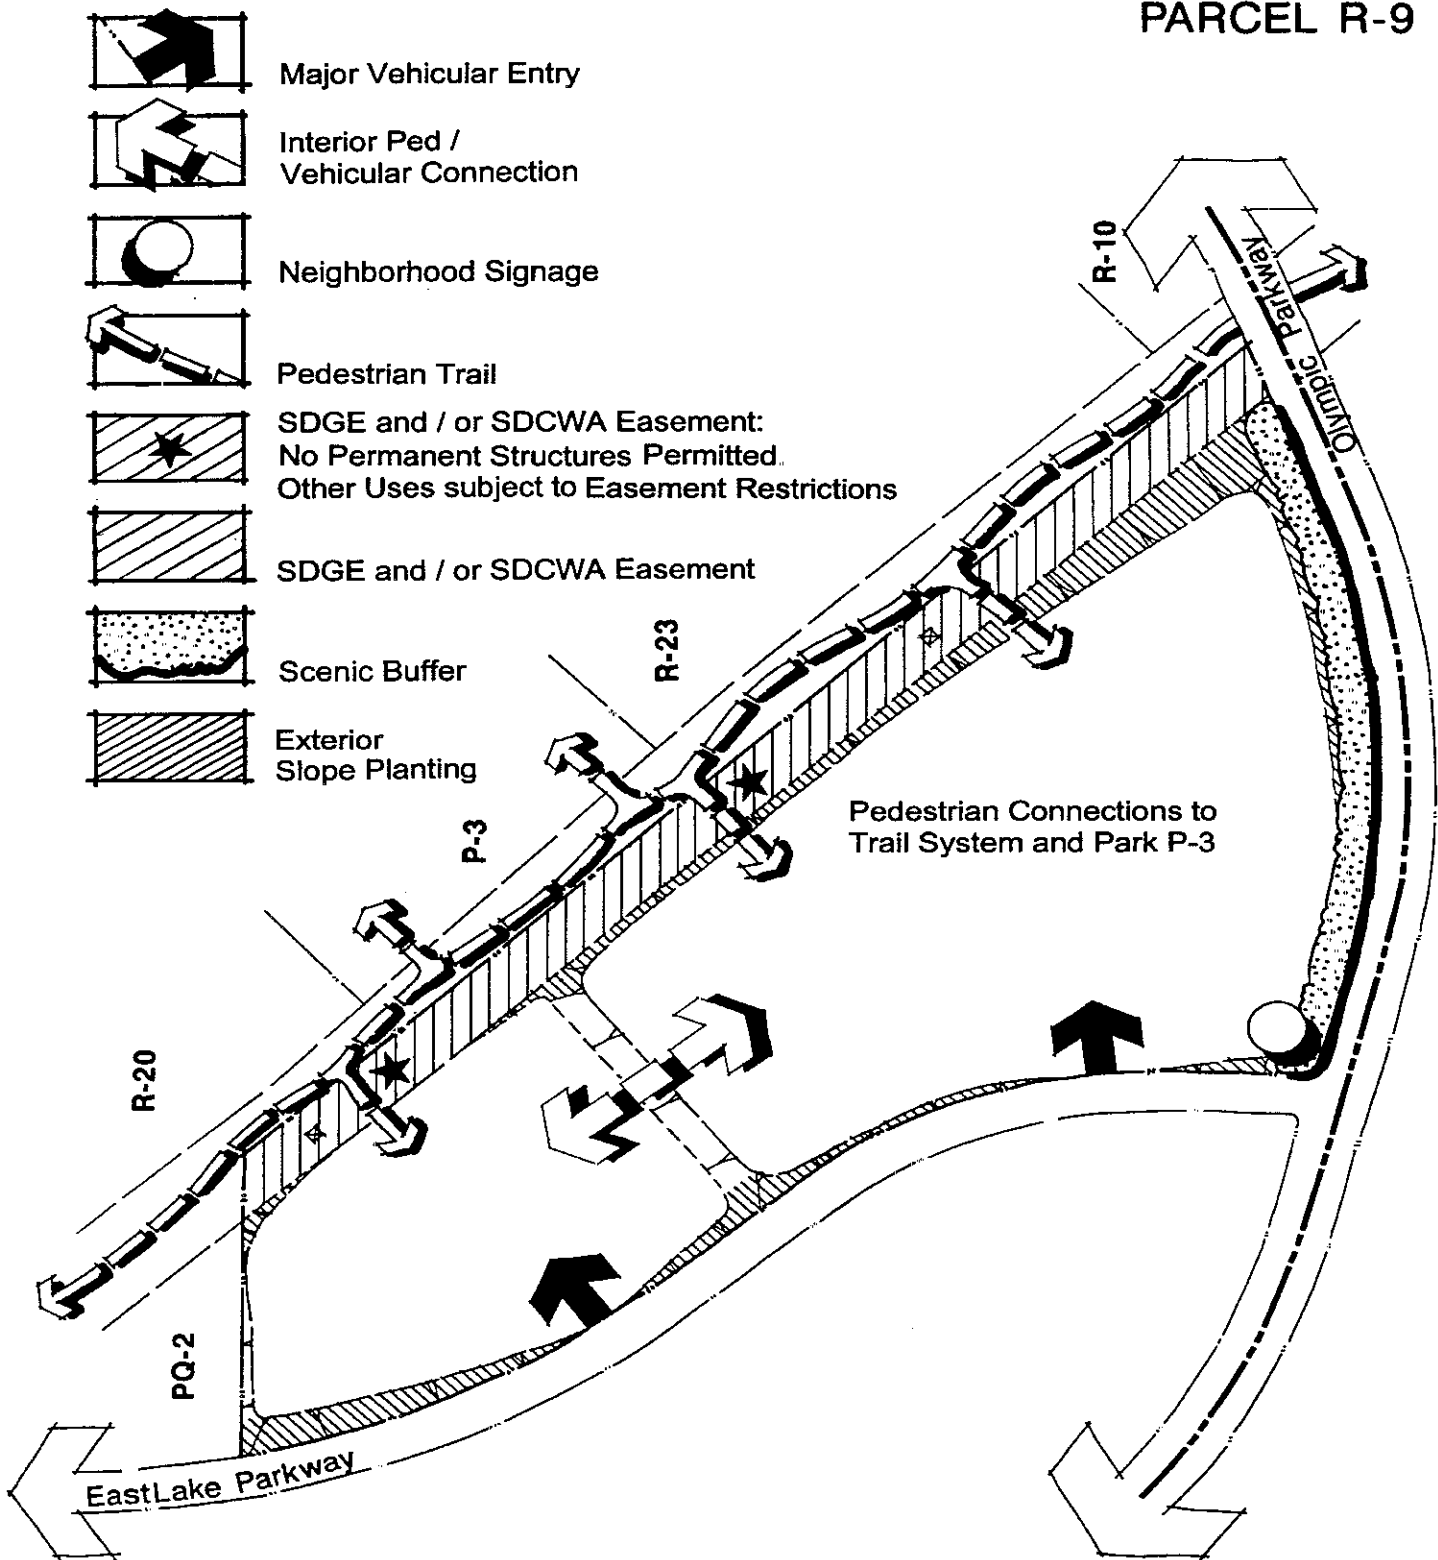 PARCEL R-9
Major Vehicular Entry
Interior Ped /
Vehicular Connection
Neighborhood Signage
Pedestrian Trail
SDGE and / or SDCWA Easement:
No Permanent Structures Permitted.
Other Uses subject to Easement Restrictions
SDGE and / or SDCWA Easement
Scenic Buffer
Exterior
Slope Planting
R-10
Olympic Parkway
R-23
P-3
Pedestrian Connections to
Trail System and Park P-3
R-20
PQ-2
EastLake Parkway